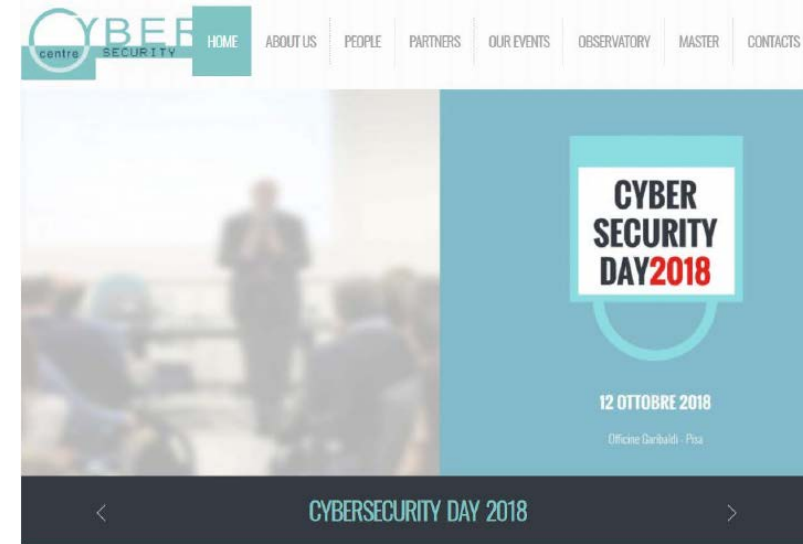 CYBER
centre SECURITY
HOME ABOUT US PEOPLE PARTNERS OUR EVENTS OBSERVATORY MASTER CONTACTS
CYBER
SECURITY
DAY2018
12 OTTOBRE 2018
Officine Garibaldi - Pisa
CYBERSECURITY DAY 2018